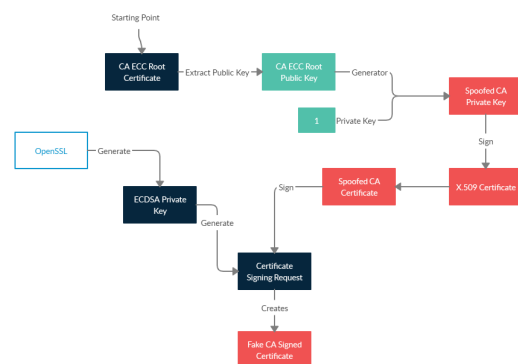 Starting Point
CA ECC Root
Certificate
Extract Public Key
CA ECC Root
Public Key
Generator
Spoofed CA
Private Key
1
Private Key
Sign
OpenSSL
Generate
X.509 Certificate
Spoofed CA
Certificate
Sign
ECDSA Private
Key
Generate
Certificate
Signing Request
Creates
Fake CA Signed
Certificate